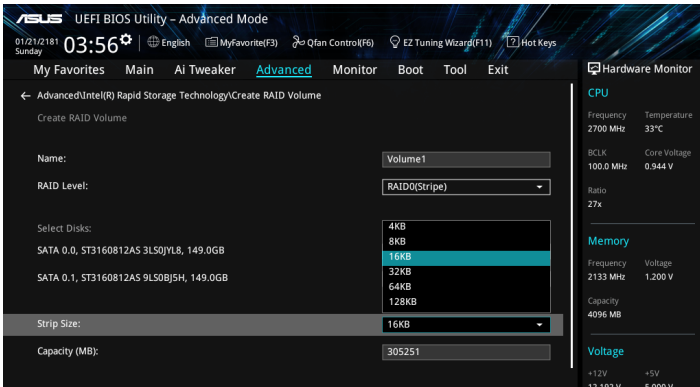 ASUS UEFI BIOS Utility – Advanced Mode
01/21/2181 Sunday 03:56 English MyFavorite(F3) Qfan Control(F6) EZ Tuning Wizard(F11) ? Hot Keys
My Favorites Main Ai Tweaker Advanced Monitor Boot Tool Exit
Hardware Monitor
← Advanced\Intel(R) Rapid Storage Technology\Create RAID Volume
Create RAID Volume
Name: Volume1
RAID Level: RAID0(Stripe)
Select Disks:
SATA 0.0, ST3160812AS 3LS0JYL8, 149.0GB
SATA 0.1, ST3160812AS 9LS0BJ5H, 149.0GB
4KB
8KB
16KB
32KB
64KB
128KB
Strip Size: 16KB
Capacity (MB): 305251
CPU
Frequency Temperature
2700 MHz 33°C
BCLK Core Voltage
100.0 MHz 0.944 V
Ratio
27x
Memory
Frequency Voltage
2133 MHz 1.200 V
Capacity
4096 MB
Voltage
+12V +5V
12.192 V 5.000 V